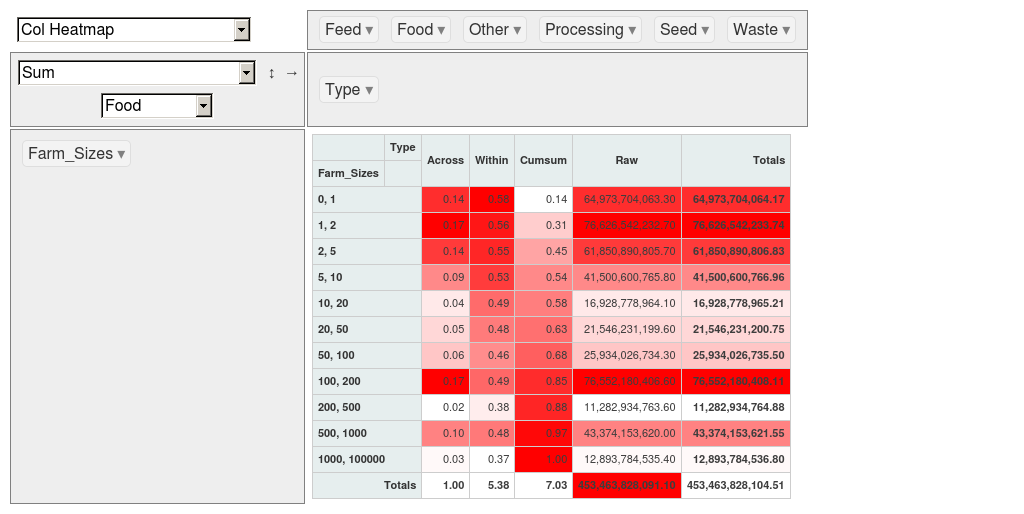 Col Heatmap
Feed ▾ Food ▾ Other ▾ Processing ▾ Seed ▾ Waste ▾
Sum ↕ →
Food
Type ▾
Farm_Sizes ▾
Type Across Within Cumsum Raw Totals
Farm_Sizes
0, 1 0.14 0.58 0.14 64,973,704,063.30 64,973,704,064.17
1, 2 0.17 0.56 0.31 76,626,542,232.70 76,626,542,233.74
2, 5 0.14 0.55 0.45 61,850,890,805.70 61,850,890,806.83
5, 10 0.09 0.53 0.54 41,500,600,765.80 41,500,600,766.96
10, 20 0.04 0.49 0.58 16,928,778,964.10 16,928,778,965.21
20, 50 0.05 0.48 0.63 21,546,231,199.60 21,546,231,200.75
50, 100 0.06 0.46 0.68 25,934,026,734.30 25,934,026,735.50
100, 200 0.17 0.49 0.85 76,552,180,406.60 76,552,180,408.11
200, 500 0.02 0.38 0.88 11,282,934,763.60 11,282,934,764.88
500, 1000 0.10 0.48 0.97 43,374,153,620.00 43,374,153,621.55
1000, 100000 0.03 0.37 1.00 12,893,784,535.40 12,893,784,536.80
Totals 1.00 5.38 7.03 453,463,828,091.10 453,463,828,104.51